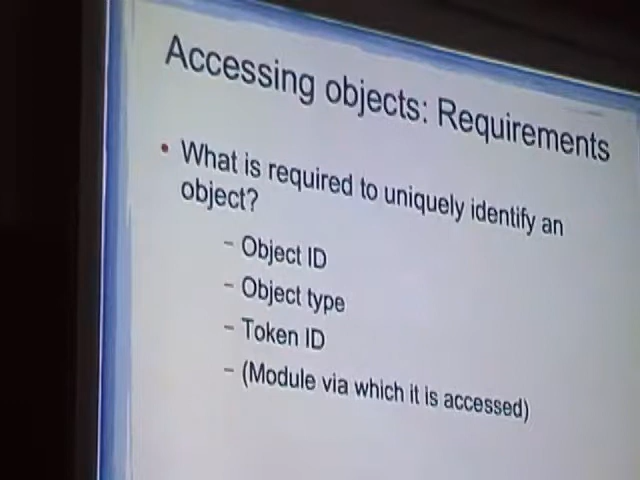 Accessing objects: Requirements
• What is required to uniquely identify an
object?
– Object ID
– Object type
– Token ID
– (Module via which it is accessed)